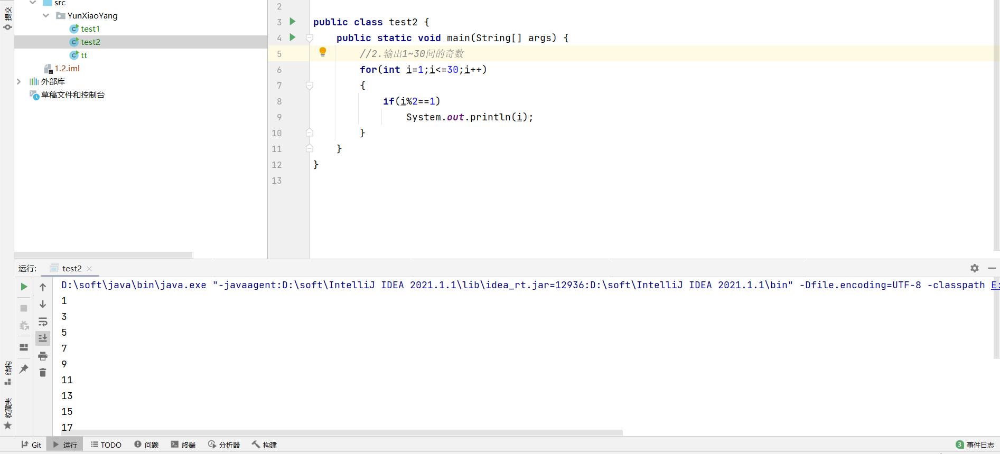 提交
src
YunXiaoYang
test1
test2
tt
1.2.iml
外部库
草稿文件和控制台
2
3 public class test2 {
4 public static void main(String[] args) {
5 //2.输出1~30间的奇数
6 for(int i=1;i<=30;i++)
7 {
8 if(i%2==1)
9 System.out.println(i);
10 }
11 }
12 }
13
运行: test2
D:\soft\java\bin\java.exe "-javaagent:D:\soft\IntelliJ IDEA 2021.1.1\lib\idea_rt.jar=12936:D:\soft\IntelliJ IDEA 2021.1.1\bin" -Dfile.encoding=UTF-8 -classpath E:
1
3
5
7
9
11
13
15
17
结构
收藏夹
Git 运行 TODO 问题 终端 分析器 构建 3 事件日志